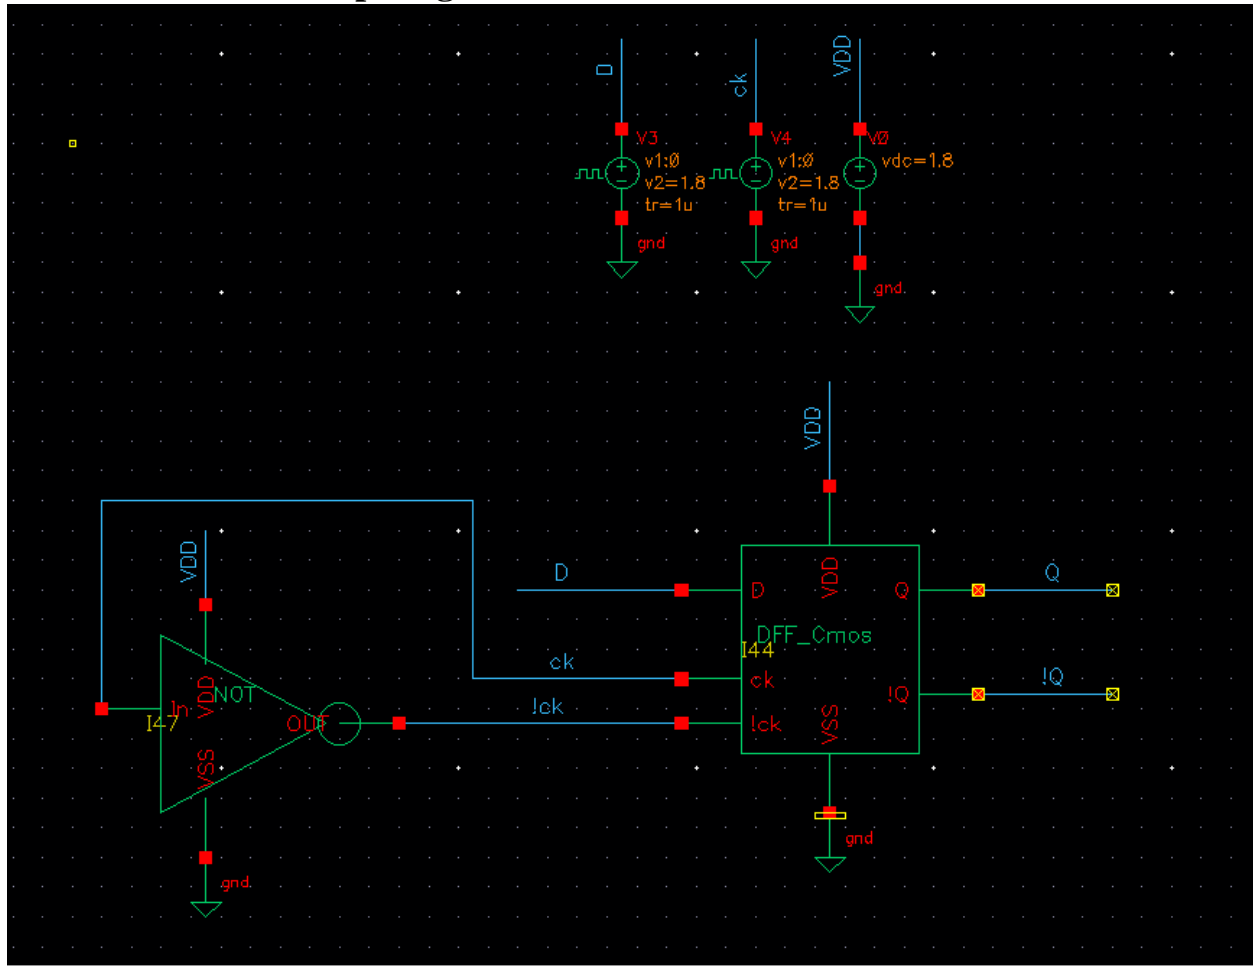 D
ck
VDD
V3
v1:0
v2=1.8
tr=1u
gnd
V4
v1:0
v2=1.8
tr=1u
gnd
V0
vdc=1.8
gnd
VDD
VDD
D
VDD
Q
Q
DFF_Cmos
I44
D
ck
ck
!Q
!Q
!ck
!ck
VSS
gnd
In
VDD
NOT
I47
OUT
VSS
gnd